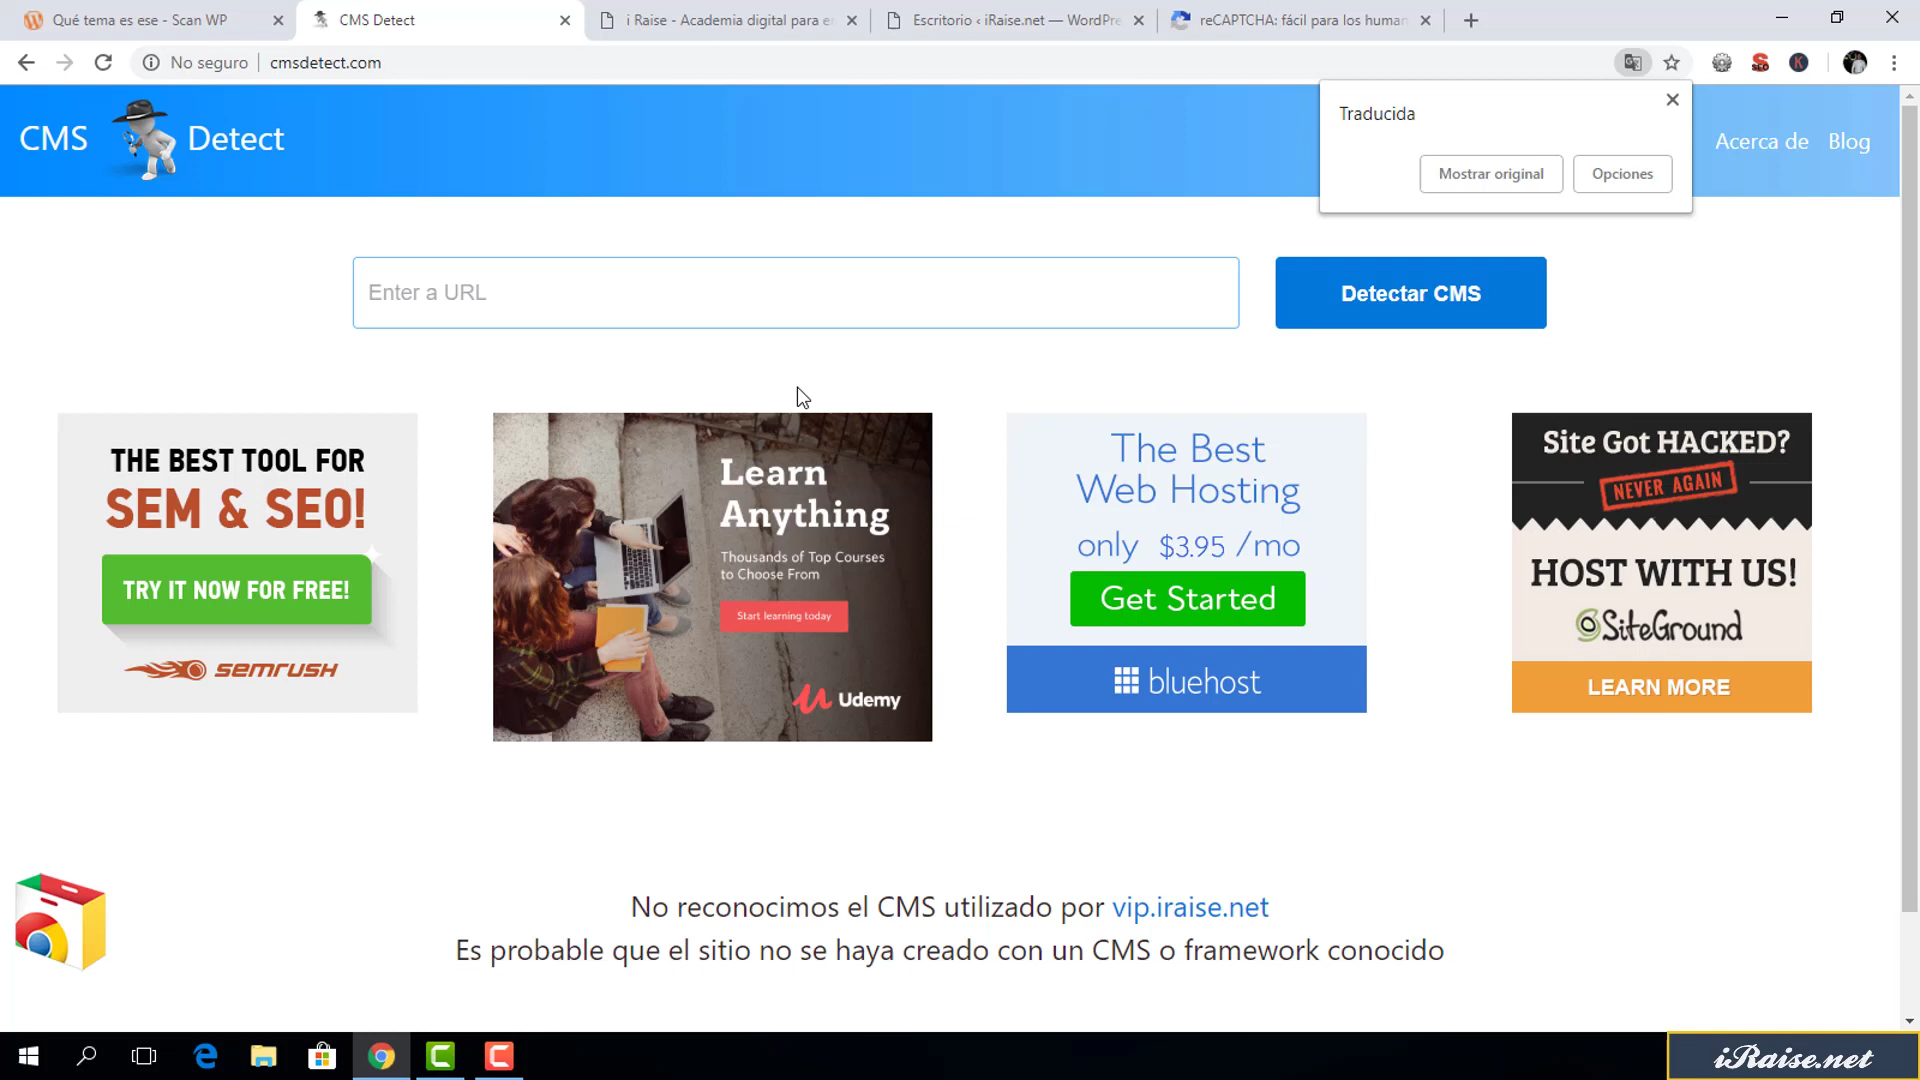 Qué tema es ese - Scan WP
CMS Detect
i Raise - Academia digital para e
Escritorio ‹ iRaise.net — WordPre
reCAPTCHA: fácil para los human
No seguro
cmsdetect.com
SEO
K
Traducida
Mostrar original
Opciones
CMS
Detect
Acerca de
Blog
Enter a URL
Detectar CMS
THE BEST TOOL FOR
SEM & SEO!
TRY IT NOW FOR FREE!
semrush
Learn
Anything
Thousands of Top Courses
to Choose From
Start learning today
Udemy
The Best
Web Hosting
only $3.95 /mo
Get Started
bluehost
Site Got HACKED?
NEVER AGAIN
HOST WITH US!
SiteGround
LEARN MORE
No reconocimos el CMS utilizado por vip.iraise.net
Es probable que el sitio no se haya creado con un CMS o framework conocido
iRaise.net